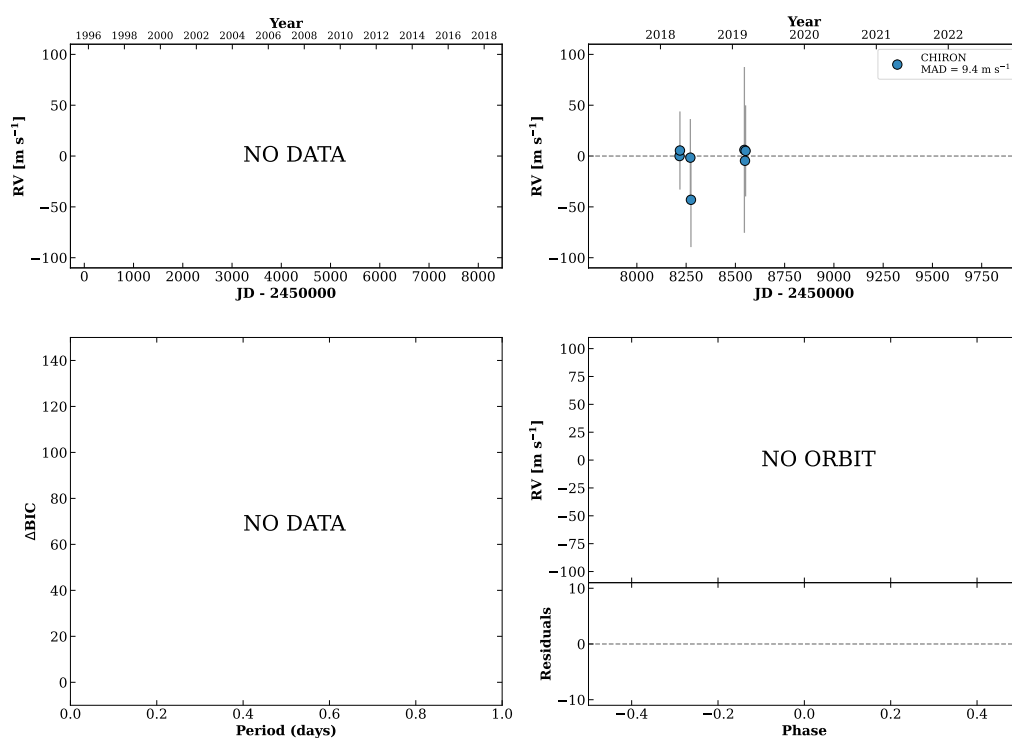 Year
1996 1998 2000 2002 2004 2006 2008 2010 2012 2014 2016 2018
100
50
0
−50
−100
RV [m s⁻¹]
NO DATA
0 1000 2000 3000 4000 5000 6000 7000 8000
JD - 2450000
Year
2018 2019 2020 2021 2022
100
50
0
−50
−100
RV [m s⁻¹]
CHIRON
MAD = 9.4 m s⁻¹
8000 8250 8500 8750 9000 9250 9500 9750
JD - 2450000
140
120
100
80
60
40
20
0
ΔBIC
NO DATA
0.0 0.2 0.4 0.6 0.8 1.0
Period (days)
100
75
50
25
0
−25
−50
−75
−100
RV [m s⁻¹]
NO ORBIT
10
0
−10
Residuals
−0.4 −0.2 0.0 0.2 0.4
Phase